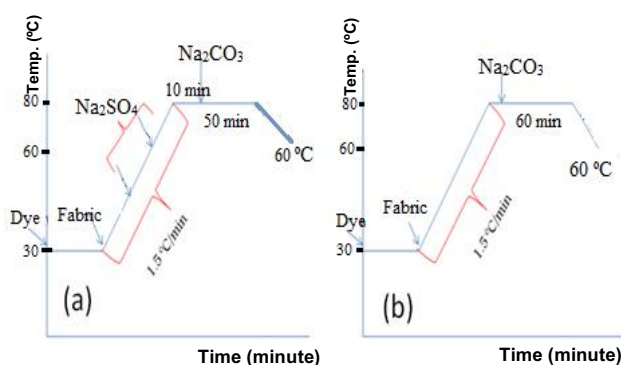 Temp. (ºC)
Na₂CO₃
10 min
80
Na₂SO₄
50 min
60
60 ºC
Dye
Fabric
30
1.5 ºC/min
(a)
Time (minute)
Temp. (ºC)
Na₂CO₃
80
60 min
60
60 ºC
Dye
Fabric
30
1.5 ºC/min
(b)
Time (minute)